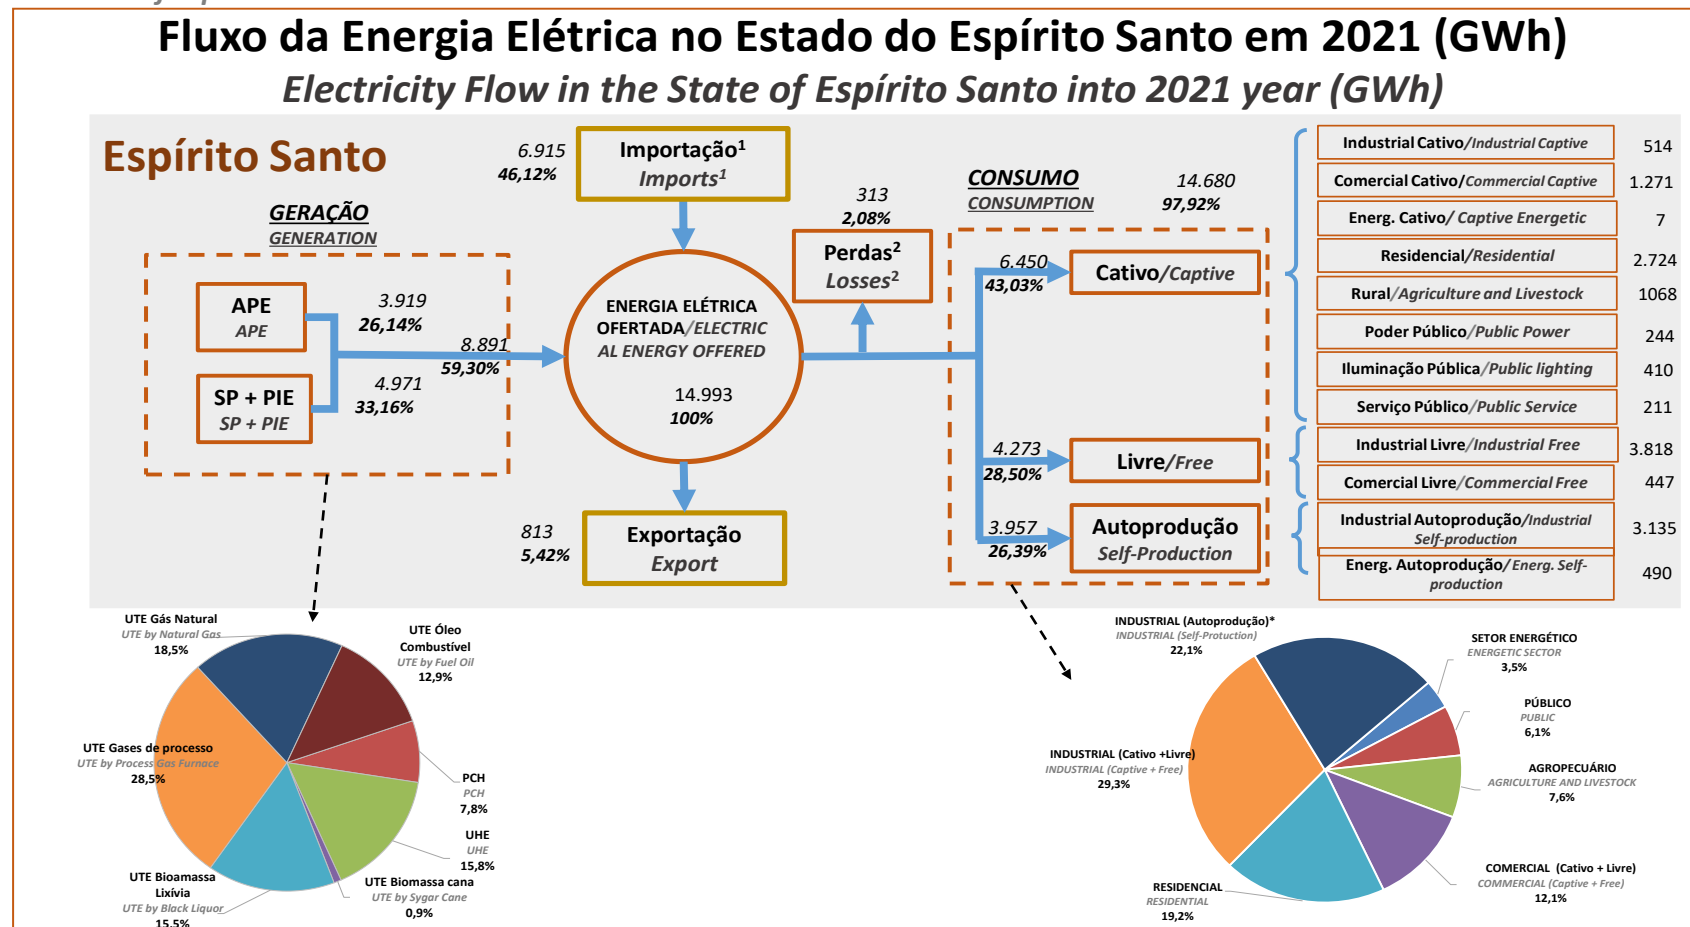 Fluxo da Energia Elétrica no Estado do Espírito Santo em 2021 (GWh)
Electricity Flow in the State of Espírito Santo into 2021 year (GWh)
Espírito Santo
6.915
46,12%
Importação¹
Imports¹
GERAÇÃO
GENERATION
APE
APE
3.919
26,14%
8.891
59,30%
SP + PIE
SP + PIE
4.971
33,16%
ENERGIA ELÉTRICA
OFERTADA/ELECTRIC
AL ENERGY OFFERED
14.993
100%
813
5,42%
Exportação
Export
313
2,08%
Perdas²
Losses²
CONSUMO
CONSUMPTION
14.680
97,92%
6.450
43,03%
Cativo/Captive
4.273
28,50%
Livre/Free
3.957
26,39%
Autoprodução
Self-Production
Industrial Cativo/Industrial Captive 514
Comercial Cativo/Commercial Captive 1.271
Energ. Cativo/ Captive Energetic 7
Residencial/Residential 2.724
Rural/Agriculture and Livestock 1068
Poder Público/Public Power 244
Iluminação Pública/Public lighting 410
Serviço Público/Public Service 211
Industrial Livre/Industrial Free 3.818
Comercial Livre/Commercial Free 447
Industrial Autoprodução/Industrial
Self-production 3.135
Energ. Autoprodução/ Energ. Self-
production 490
UTE Gás Natural
UTE by Natural Gas
18,5%
UTE Óleo
Combustível
UTE by Fuel Oil
12,9%
UTE Gases de processo
UTE by Process Gas Furnace
28,5%
PCH
PCH
7,8%
UHE
UHE
15,8%
UTE Bioamassa
Lixívia
UTE by Black Liquor
15,5%
UTE Biomassa cana
UTE by Sygar Cane
0,9%
INDUSTRIAL (Autoprodução)*
INDUSTRIAL (Self-Protuction)
22,1%
SETOR ENERGÉTICO
ENERGETIC SECTOR
3,5%
PÚBLICO
PUBLIC
6,1%
INDUSTRIAL (Cativo +Livre)
INDUSTRIAL (Captive + Free)
29,3%
AGROPECUÁRIO
AGRICULTURE AND LIVESTOCK
7,6%
COMERCIAL (Cativo + Livre)
COMMERCIAL (Captive + Free)
12,1%
RESIDENCIAL
RESIDENTIAL
19,2%